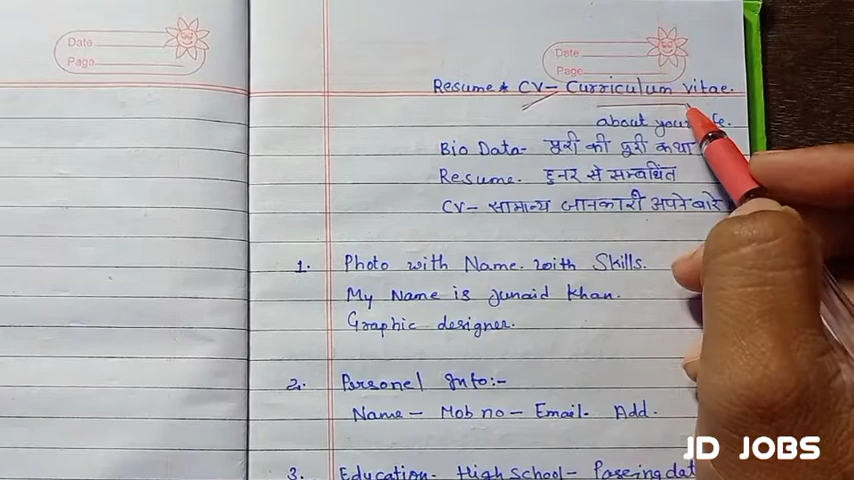 Date
Page
Date
Page
Resume * CV- Curriculum vitae.
about your
Bio Data- पुरी की पुरी कथा
Resume. हुनर से सम्बधित
CV- सामान्य जानकारी अपने बारे
1. Photo with Name. with Skills.
My Name is Junaid Khan.
Graphic designer.
2. Personel Info:-
Name- Mob no- Email. Add.
3. Education. High School- Passing dat
JD JOBS